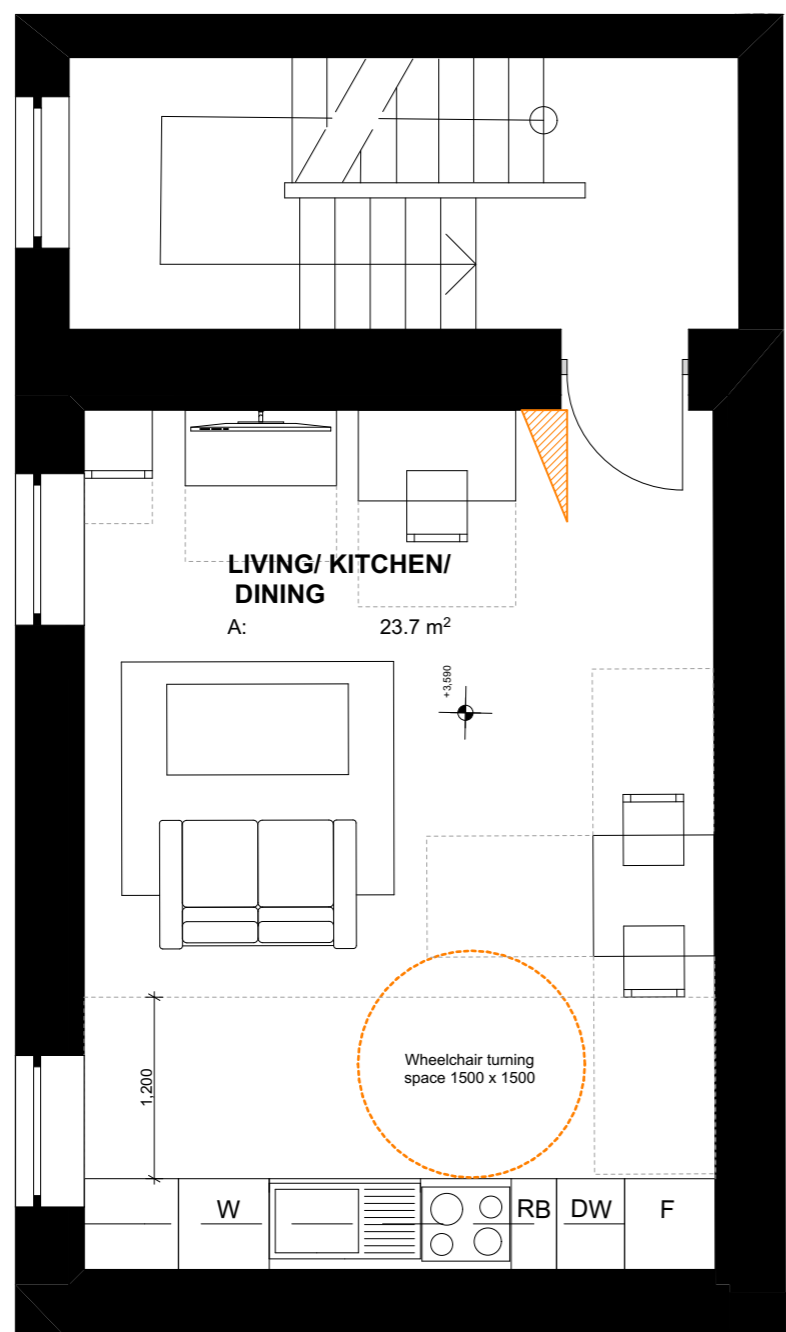 LIVING/ KITCHEN/
DINING
A: 23.7 m²
+3,590
Wheelchair turning
space 1500 x 1500
1,200
W RB DW F